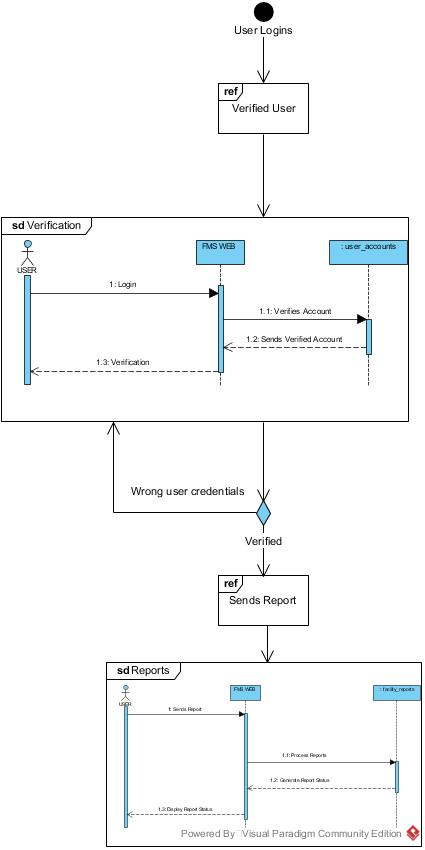 User Logins
ref
Verified User
sd Verification
FMS WEB
: user_accounts
USER
1: Login
1.1: Verifies Account
1.2: Sends Verified Account
1.3: Verification
Wrong user credentials
Verified
ref
Sends Report
sd Reports
FMS WEB
: facility_reports
USER
1: Sends Report
1.1: Process Reports
1.2: Generate Report Status
1.3: Display Report Status
Powered By Visual Paradigm Community Edition